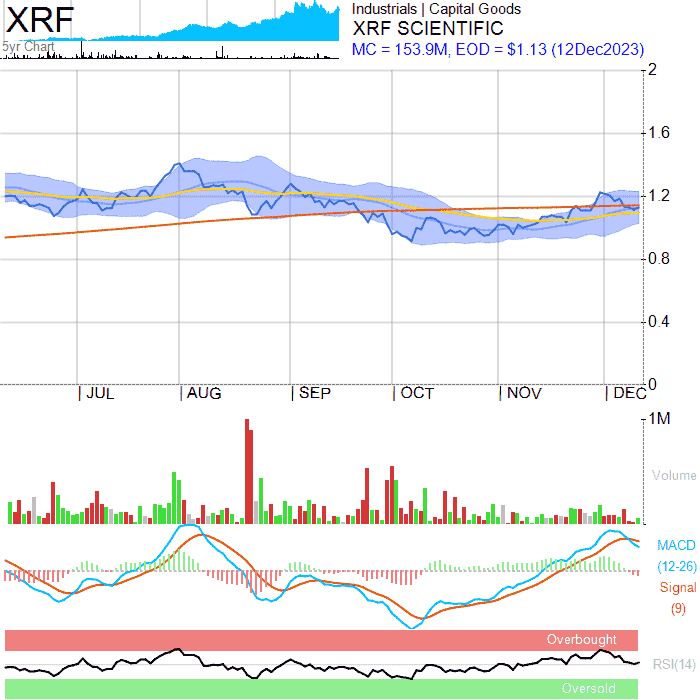 XRF
5yr Chart
Industrials | Capital Goods
XRF SCIENTIFIC
MC = 153.9M, EOD = $1.13 (12Dec2023)
2
1.6
1.2
0.8
0.4
0
| JUL | AUG | SEP | OCT | NOV | DEC
1M
Volume
MACD
(12-26)
Signal
(9)
Overbought
RSI(14)
Oversold